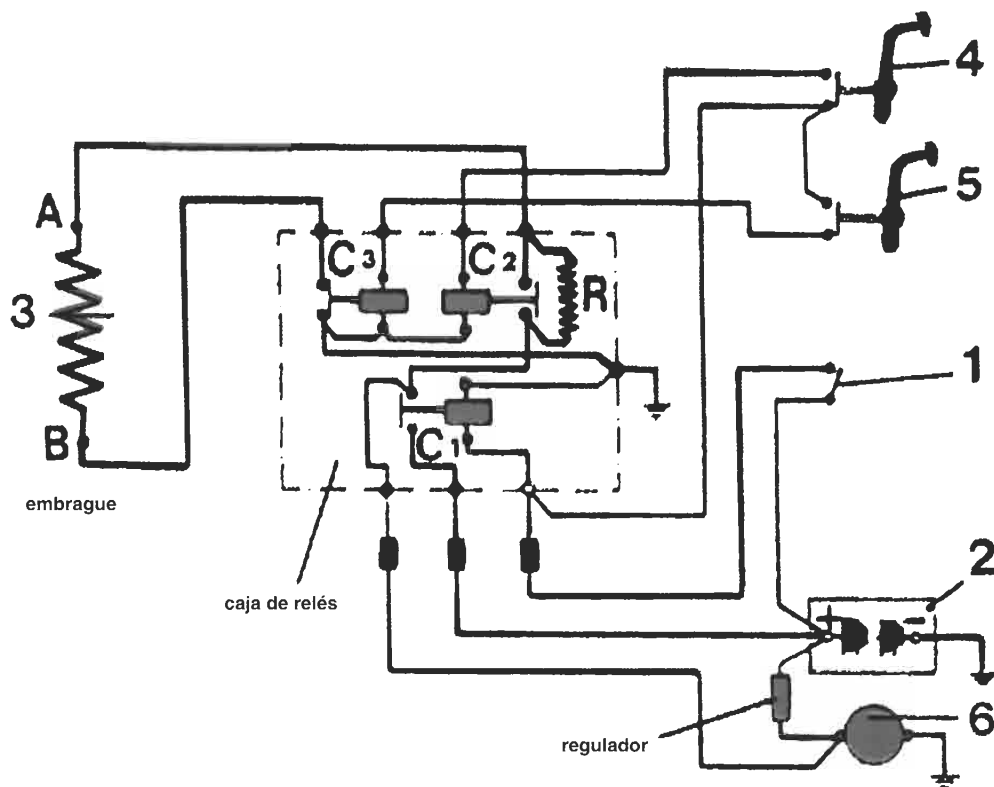 4
5
A
C3
C2
R
3
1
B
C1
embrague
caja de relés
2
+
−
6
regulador